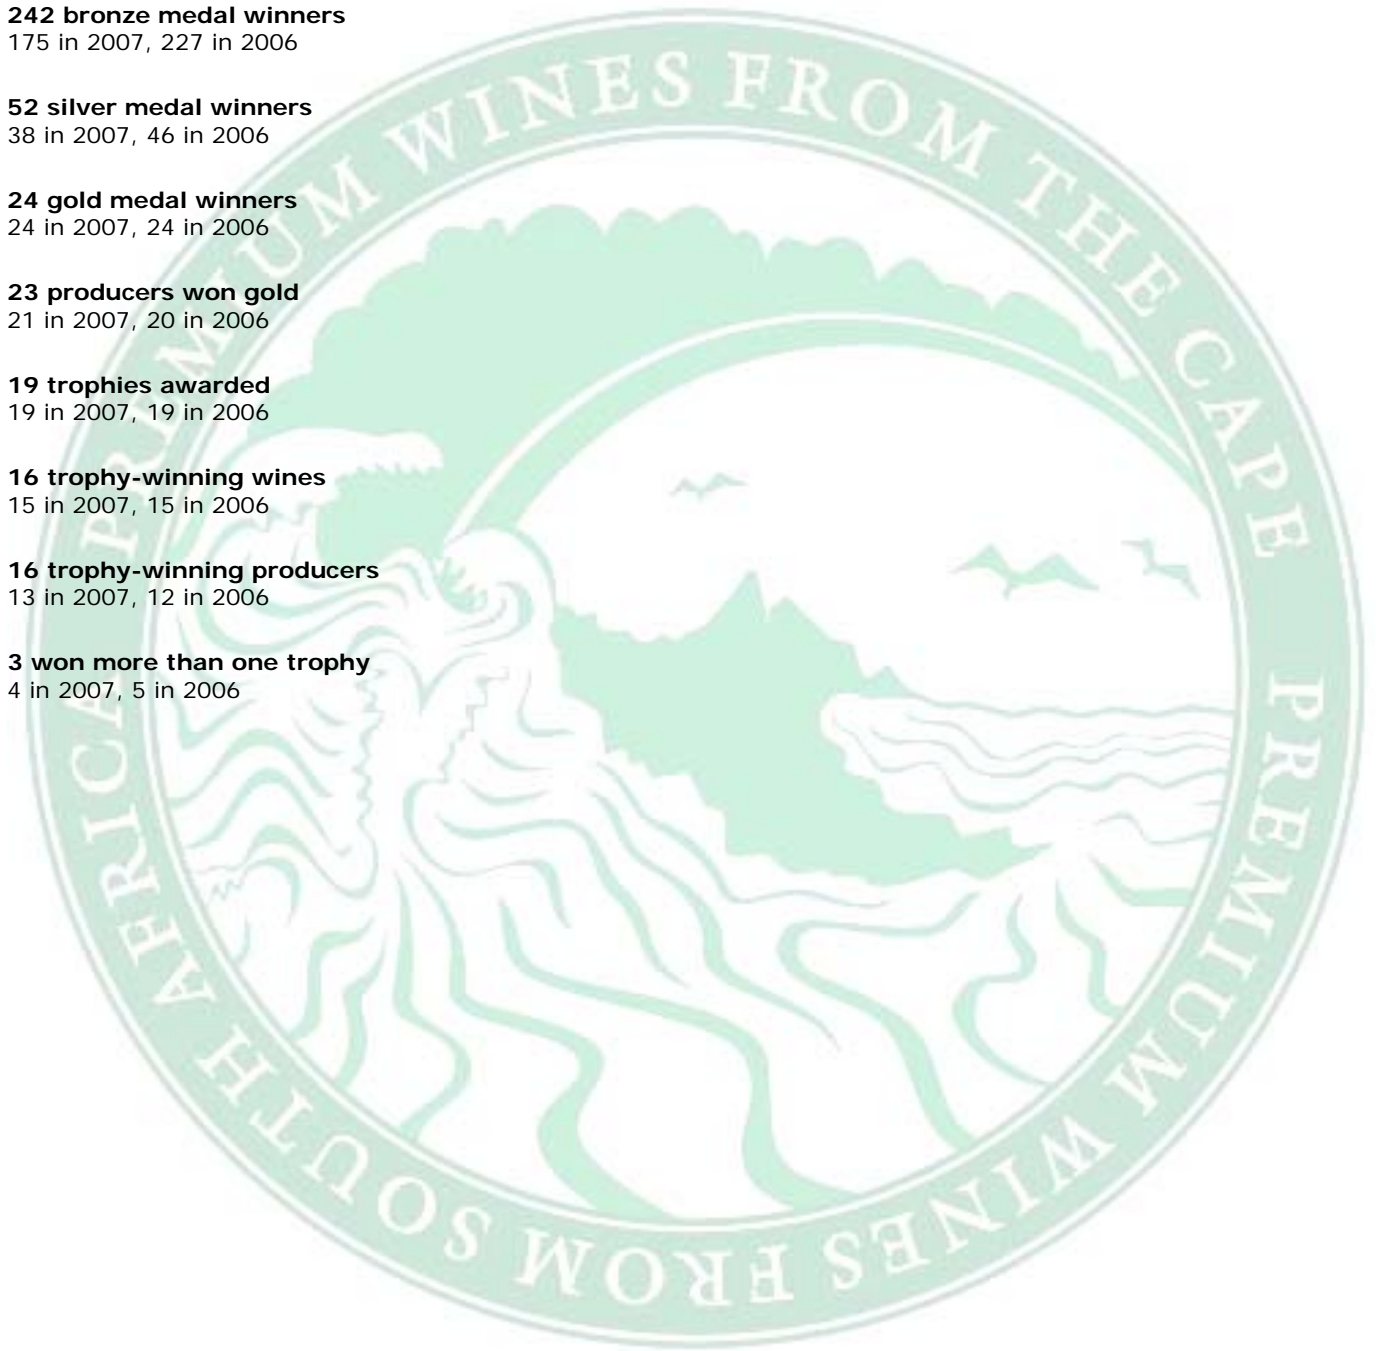 242 bronze medal winners
175 in 2007, 227 in 2006
52 silver medal winners
38 in 2007, 46 in 2006
24 gold medal winners
24 in 2007, 24 in 2006
23 producers won gold
21 in 2007, 20 in 2006
19 trophies awarded
19 in 2007, 19 in 2006
16 trophy-winning wines
15 in 2007, 15 in 2006
16 trophy-winning producers
13 in 2007, 12 in 2006
3 won more than one trophy
4 in 2007, 5 in 2006
PREMIUM WINES FROM THE CAPE
PREMIUM WINES FROM SOUTH AFRICA